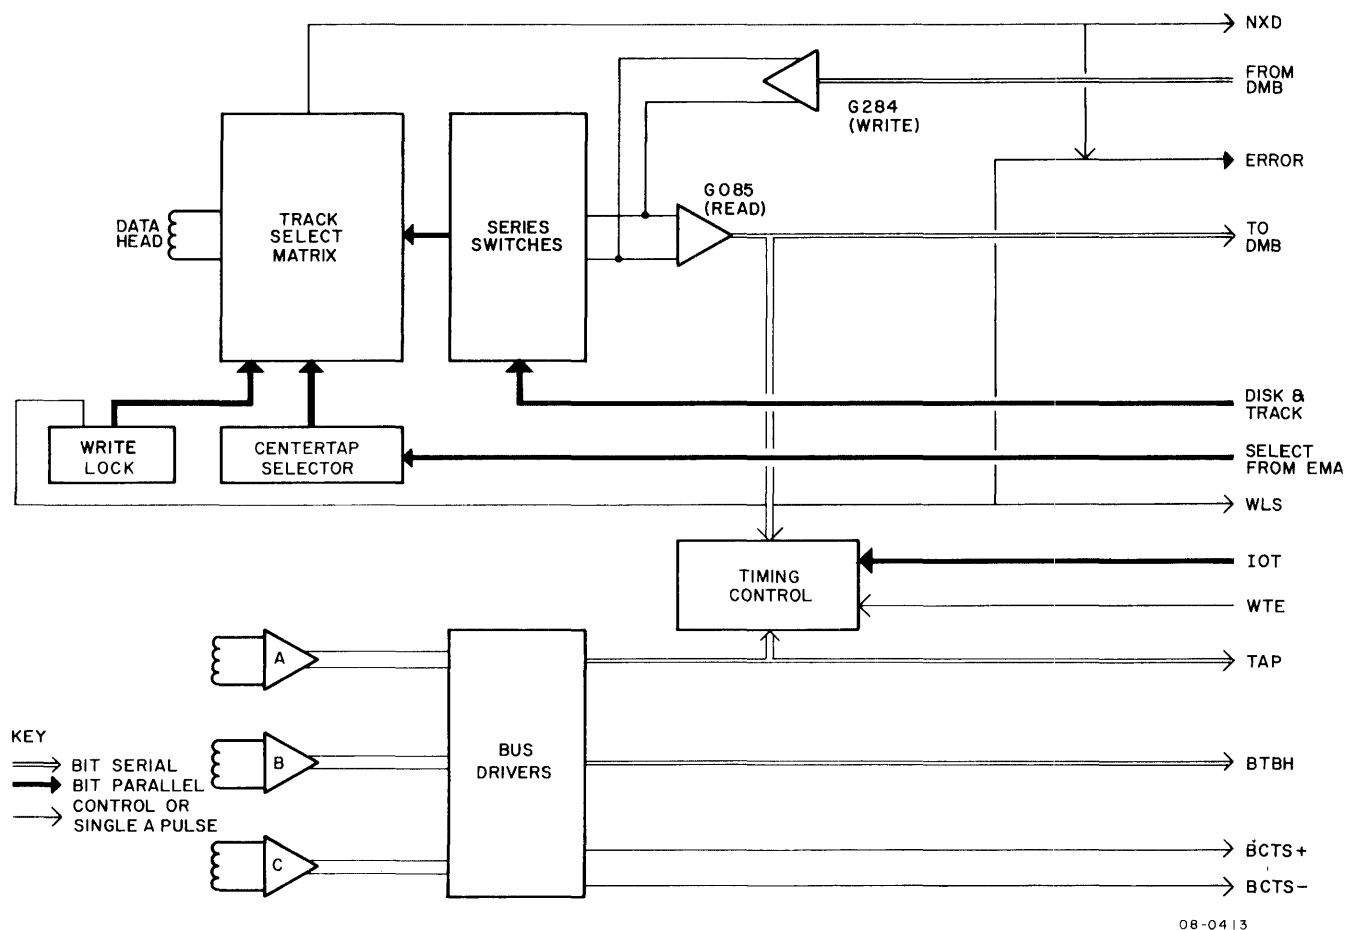 NXD
FROM
DMB
G284
(WRITE)
ERROR
G085
(READ)
DATA
HEAD
TRACK
SELECT
MATRIX
SERIES
SWITCHES
TO
DMB
DISK &
TRACK
WRITE
LOCK
CENTERTAP
SELECTOR
SELECT
FROM EMA
WLS
TIMING
CONTROL
IOT
WTE
A
TAP
KEY
BIT SERIAL
BIT PARALLEL
CONTROL OR
SINGLE A PULSE
B
BUS
DRIVERS
BTBH
C
BCTS+
BCTS-
08-0413